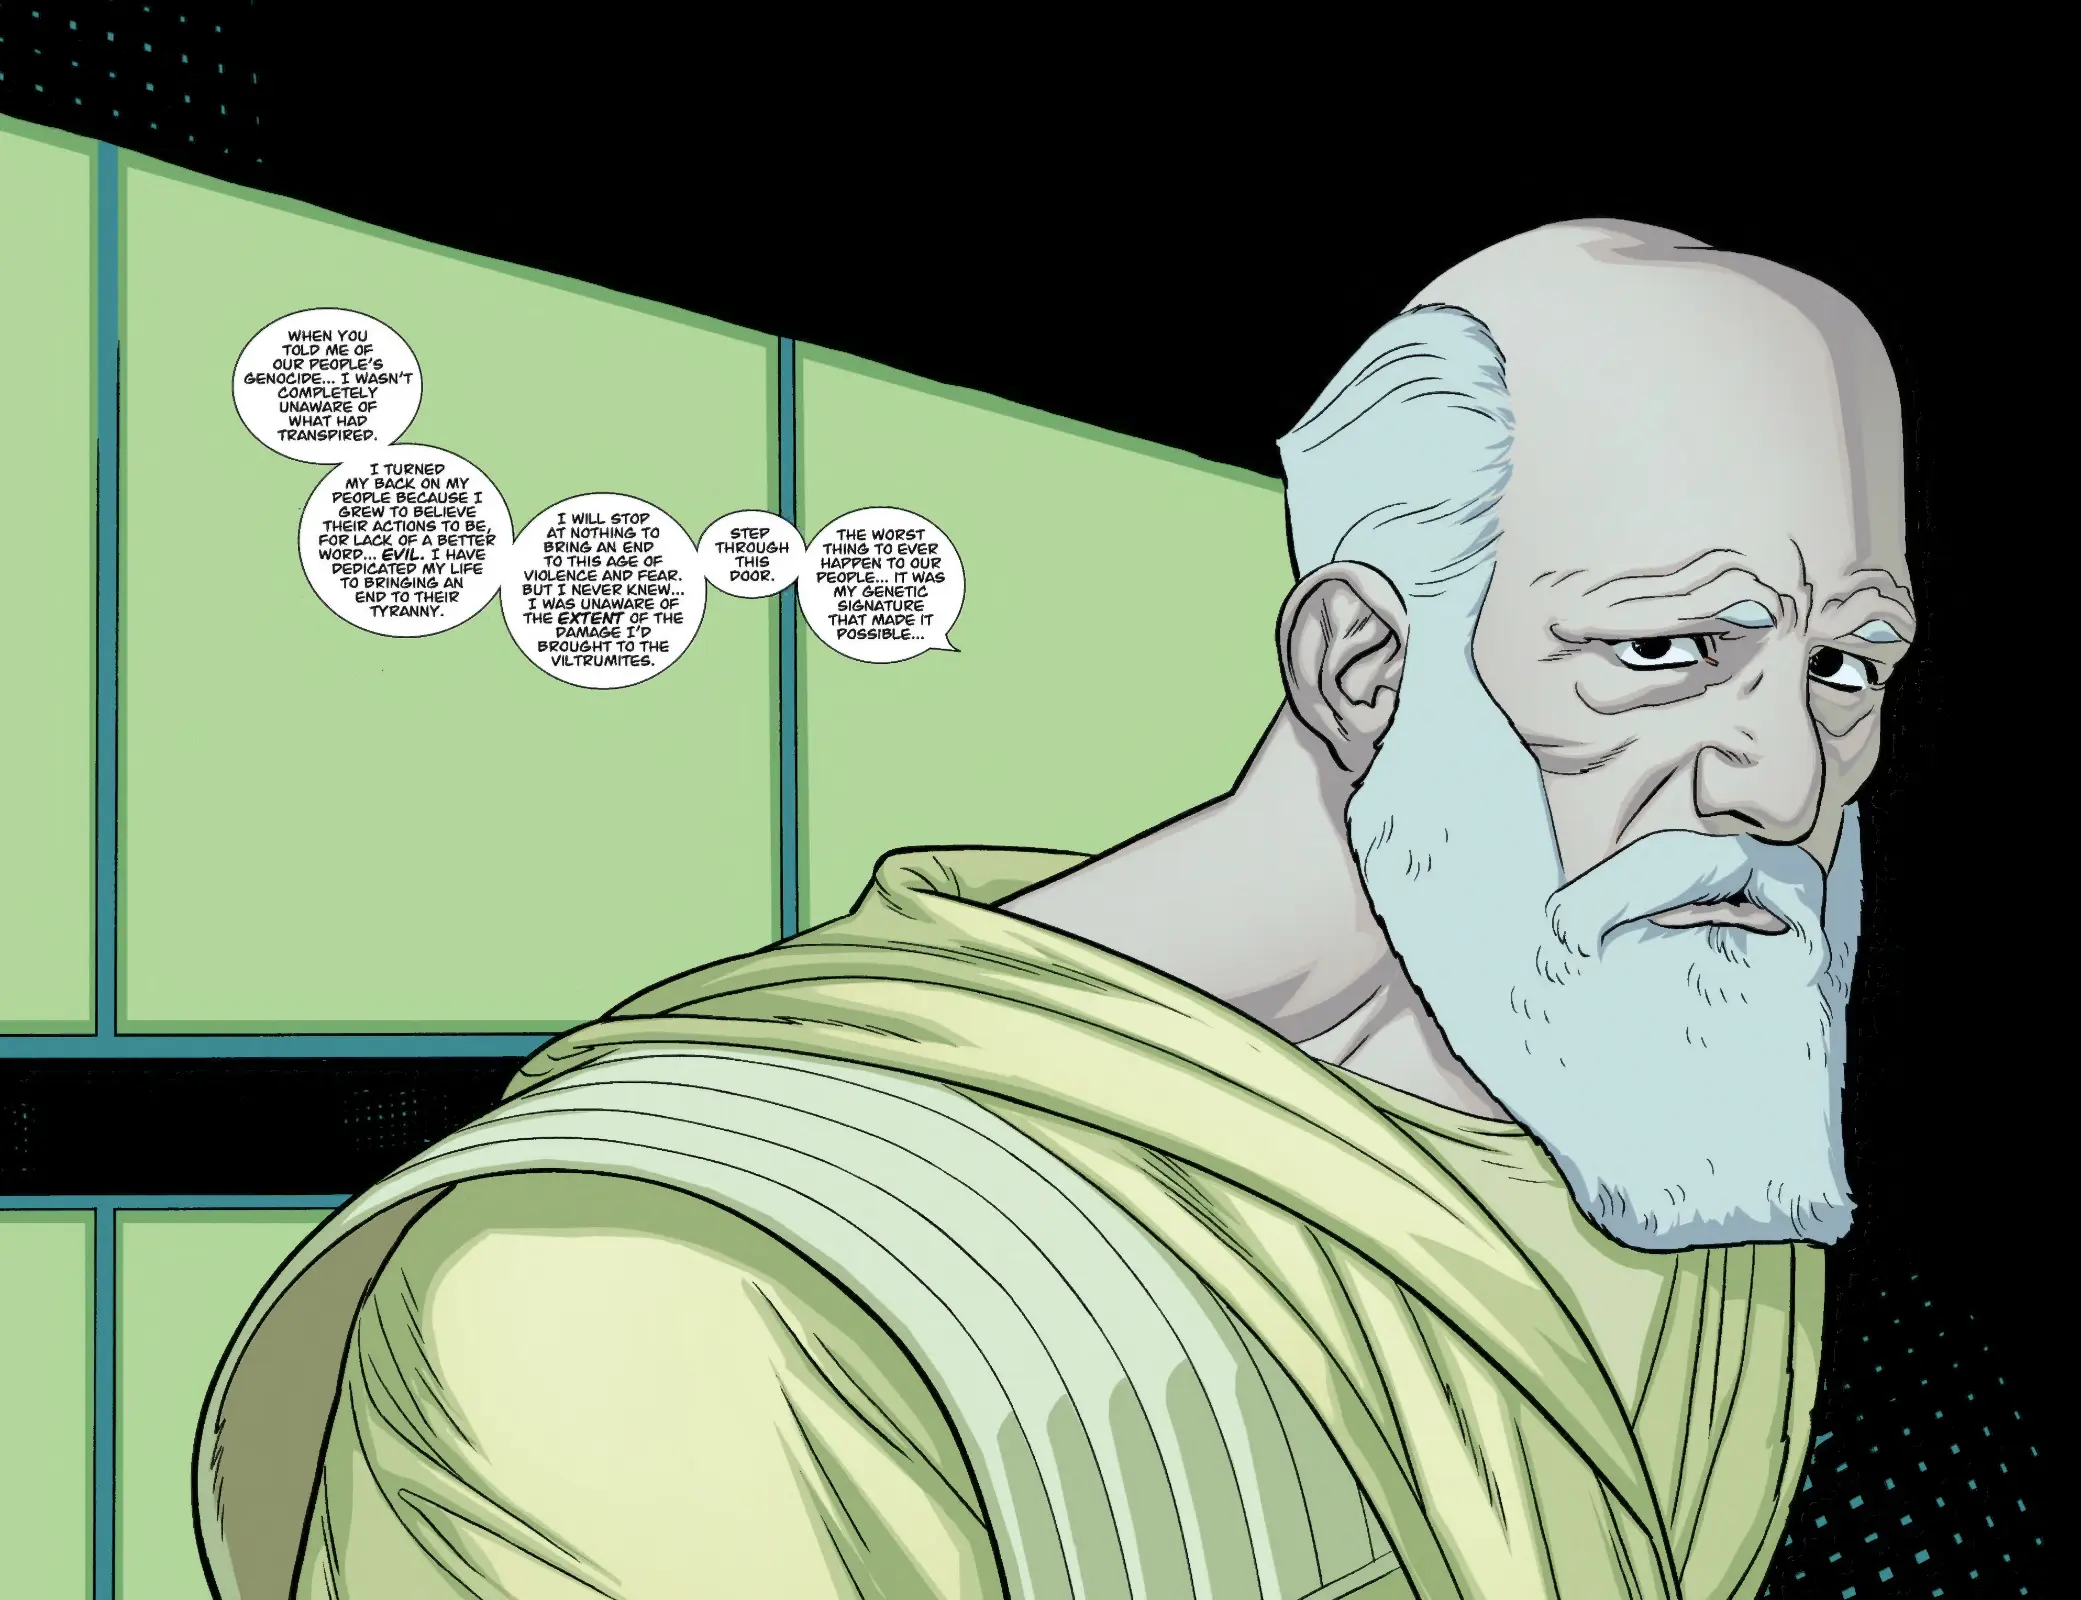 WHEN YOU
TOLD ME OF
OUR PEOPLE'S
GENOCIDE... I WASN'T
COMPLETELY
UNAWARE OF
WHAT HAD
TRANSPIRED.
I TURNED
MY BACK ON MY
PEOPLE BECAUSE I
GREW TO BELIEVE
THEIR ACTIONS TO BE,
FOR LACK OF A BETTER
WORD... EVIL. I HAVE
DEDICATED MY LIFE
TO BRINGING AN
END TO THEIR
TYRANNY.
I WILL STOP
AT NOTHING TO
BRING AN END
TO THIS AGE OF
VIOLENCE AND FEAR.
BUT I NEVER KNEW...
I WAS UNAWARE OF
THE EXTENT OF THE
DAMAGE I'D
BROUGHT TO THE
VILTRUMITES.
STEP
THROUGH
THIS
DOOR.
THE WORST
THING TO EVER
HAPPEN TO OUR
PEOPLE... IT WAS
MY GENETIC
SIGNATURE
THAT MADE IT
POSSIBLE...